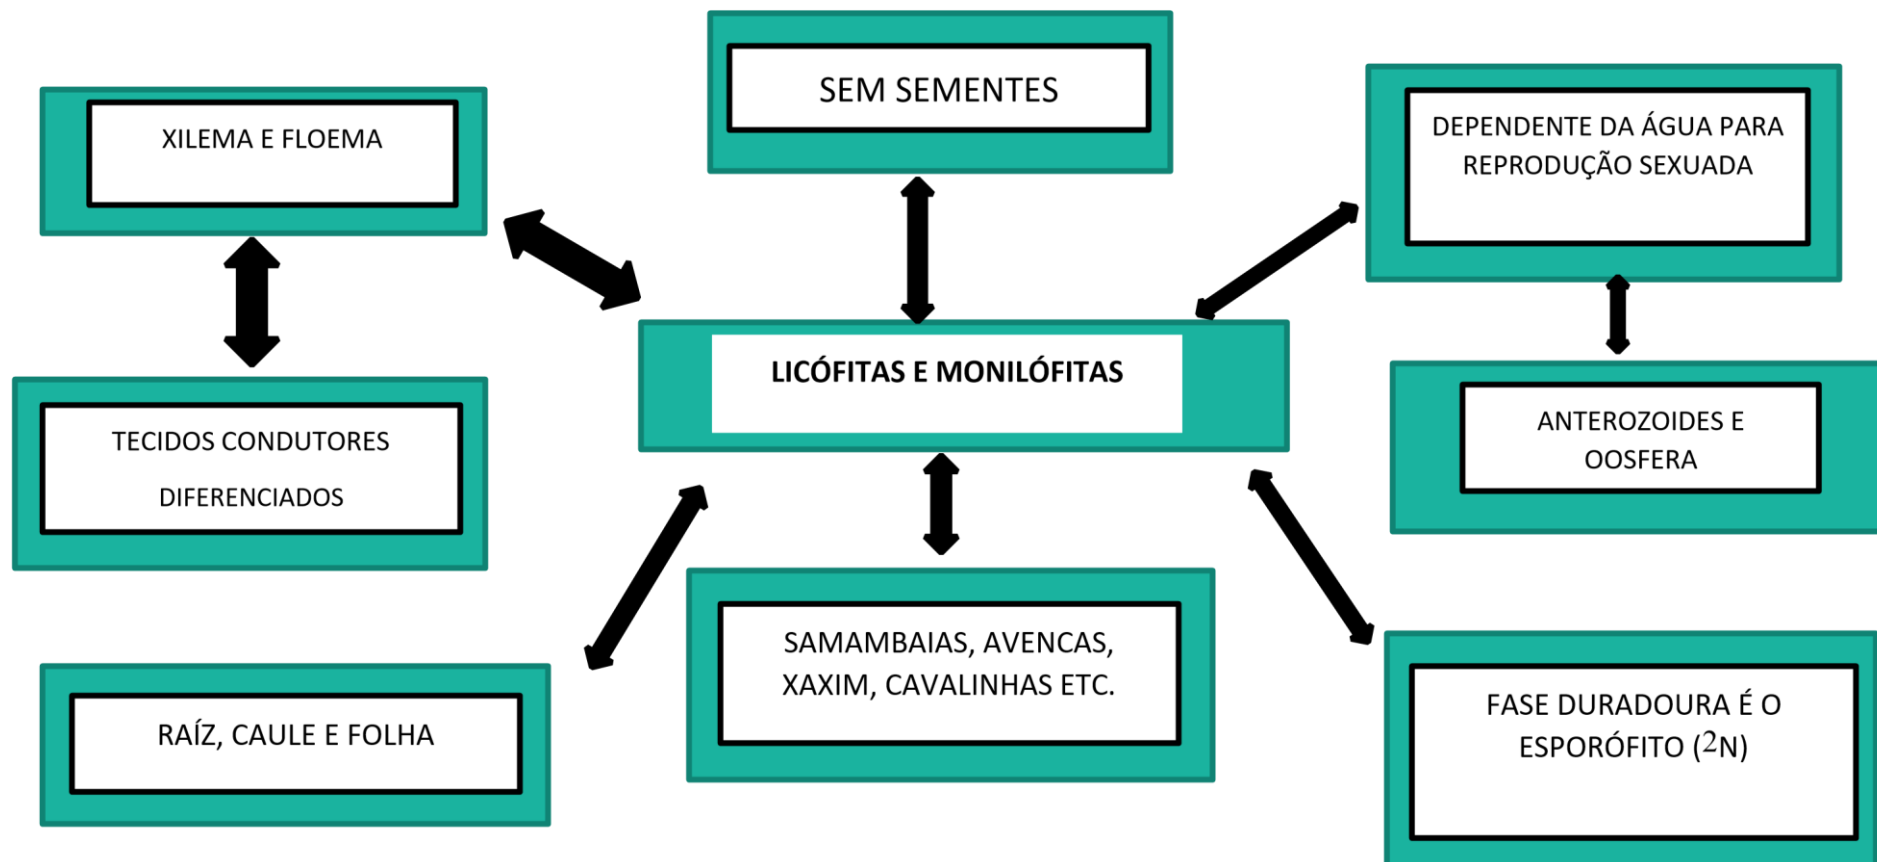 SEM SEMENTES
XILEMA E FLOEMA
DEPENDENTE DA ÁGUA PARA
REPRODUÇÃO SEXUADA
LICÓFITAS E MONILÓFITAS
TECIDOS CONDUTORES
DIFERENCIADOS
ANTEROZOIDES E
OOSFERA
RAÍZ, CAULE E FOLHA
SAMAMBAIAS, AVENCAS,
XAXIM, CAVALINHAS ETC.
FASE DURADOURA É O
ESPORÓFITO (2N)